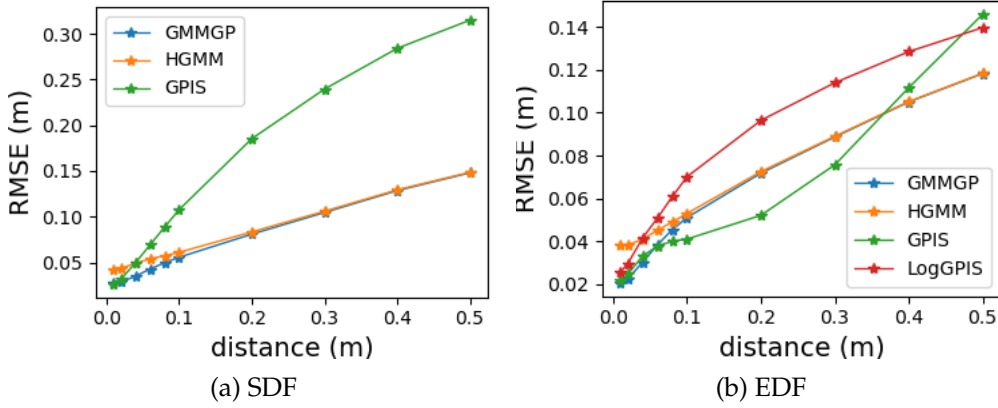 GMMGP
HGMM
GPIS
RMSE (m)
0.30
0.25
0.20
0.15
0.10
0.05
0.0 0.1 0.2 0.3 0.4 0.5
distance (m)
(a) SDF
RMSE (m)
0.14
0.12
0.10
0.08
0.06
0.04
0.02
GMMGP
HGMM
GPIS
LogGPIS
0.0 0.1 0.2 0.3 0.4 0.5
distance (m)
(b) EDF